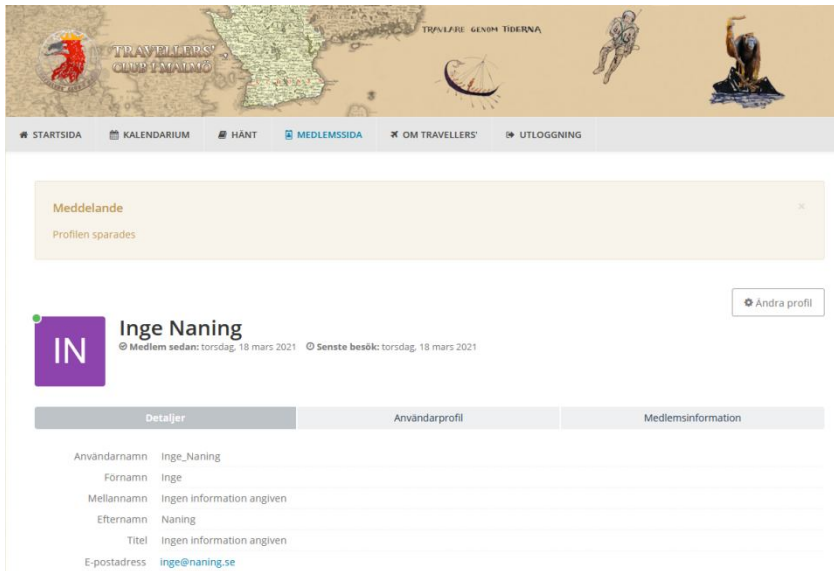 TRAVELLERS'
CLUB I MALMÖ
TRAVLARE GENOM TIDERNA
STARTSIDA KALENDARIUM HÄNT MEDLEMSSIDA OM TRAVELLERS' UTLOGGNING
Meddelande
×
Profilen sparades
Ändra profil
IN
Inge Naning
Medlem sedan: torsdag, 18 mars 2021 Senste besök: torsdag, 18 mars 2021
Detaljer Användarprofil Medlemsinformation
Användarnamn Inge_Naning
Förnamn Inge
Mellannamn Ingen information angiven
Efternamn Naning
Titel Ingen information angiven
E-postadress inge@naning.se